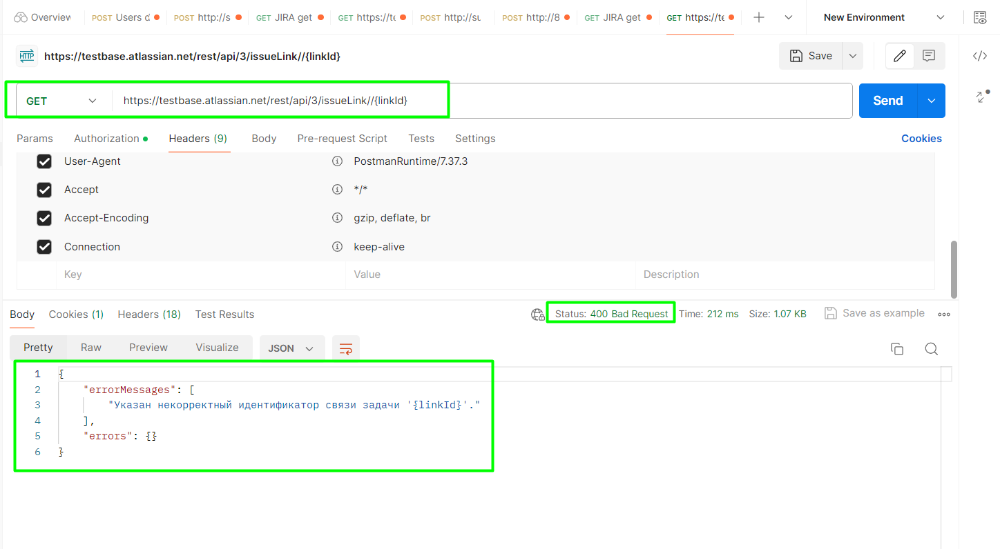 Overview POST Users d POST http://s GET JIRA get GET https://te POST http://su POST http://8 GET JIRA get GET https://te New Environment
HTTP https://testbase.atlassian.net/rest/api/3/issueLink//{linkId} Save
GET https://testbase.atlassian.net/rest/api/3/issueLink//{linkId} Send
Params Authorization Headers (9) Body Pre-request Script Tests Settings Cookies
User-Agent PostmanRuntime/7.37.3
Accept */*
Accept-Encoding gzip, deflate, br
Connection keep-alive
Key Value Description
Body Cookies (1) Headers (18) Test Results Status: 400 Bad Request Time: 212 ms Size: 1.07 KB Save as example
Pretty Raw Preview Visualize JSON
1 {
2 "errorMessages": [
3 "Указан некорректный идентификатор связи задачи '{linkId}'."
4 ],
5 "errors": {}
6 }